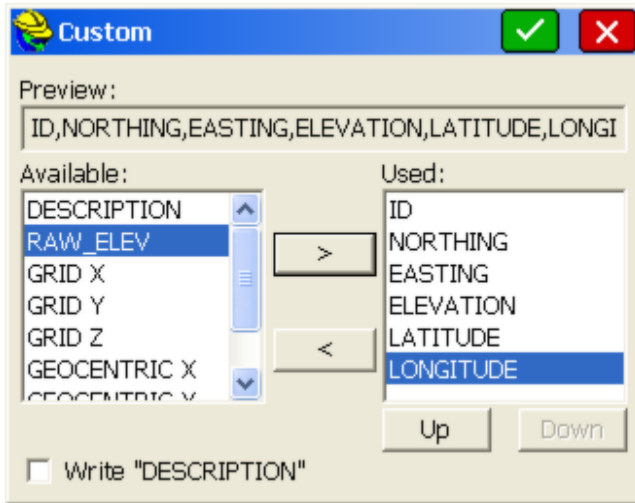 Custom
Preview:
ID,NORTHING,EASTING,ELEVATION,LATITUDE,LONGI
Available:
Used:
DESCRIPTION
RAW_ELEV
GRID X
GRID Y
GRID Z
GEOCENTRIC X
GEOCENTRIC Y
>
<
ID
NORTHING
EASTING
ELEVATION
LATITUDE
LONGITUDE
Up
Down
Write "DESCRIPTION"